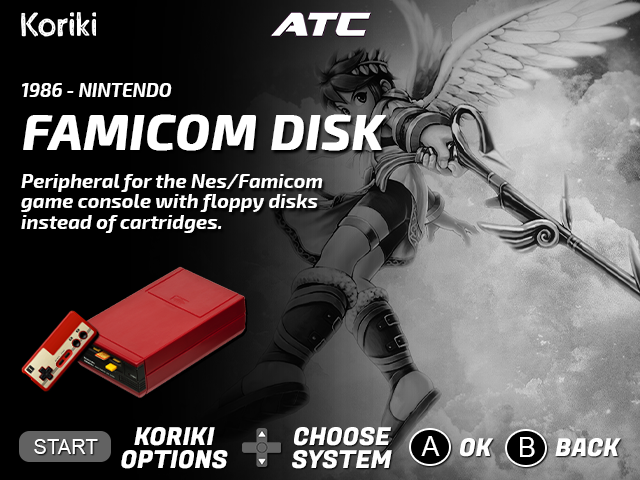 Koriki
ATC
1986 - NINTENDO
FAMICOM DISK
Peripheral for the Nes/Famicom
game console with floppy disks
instead of cartridges.
START
KORIKI
OPTIONS
CHOOSE
SYSTEM
A
OK
B
BACK